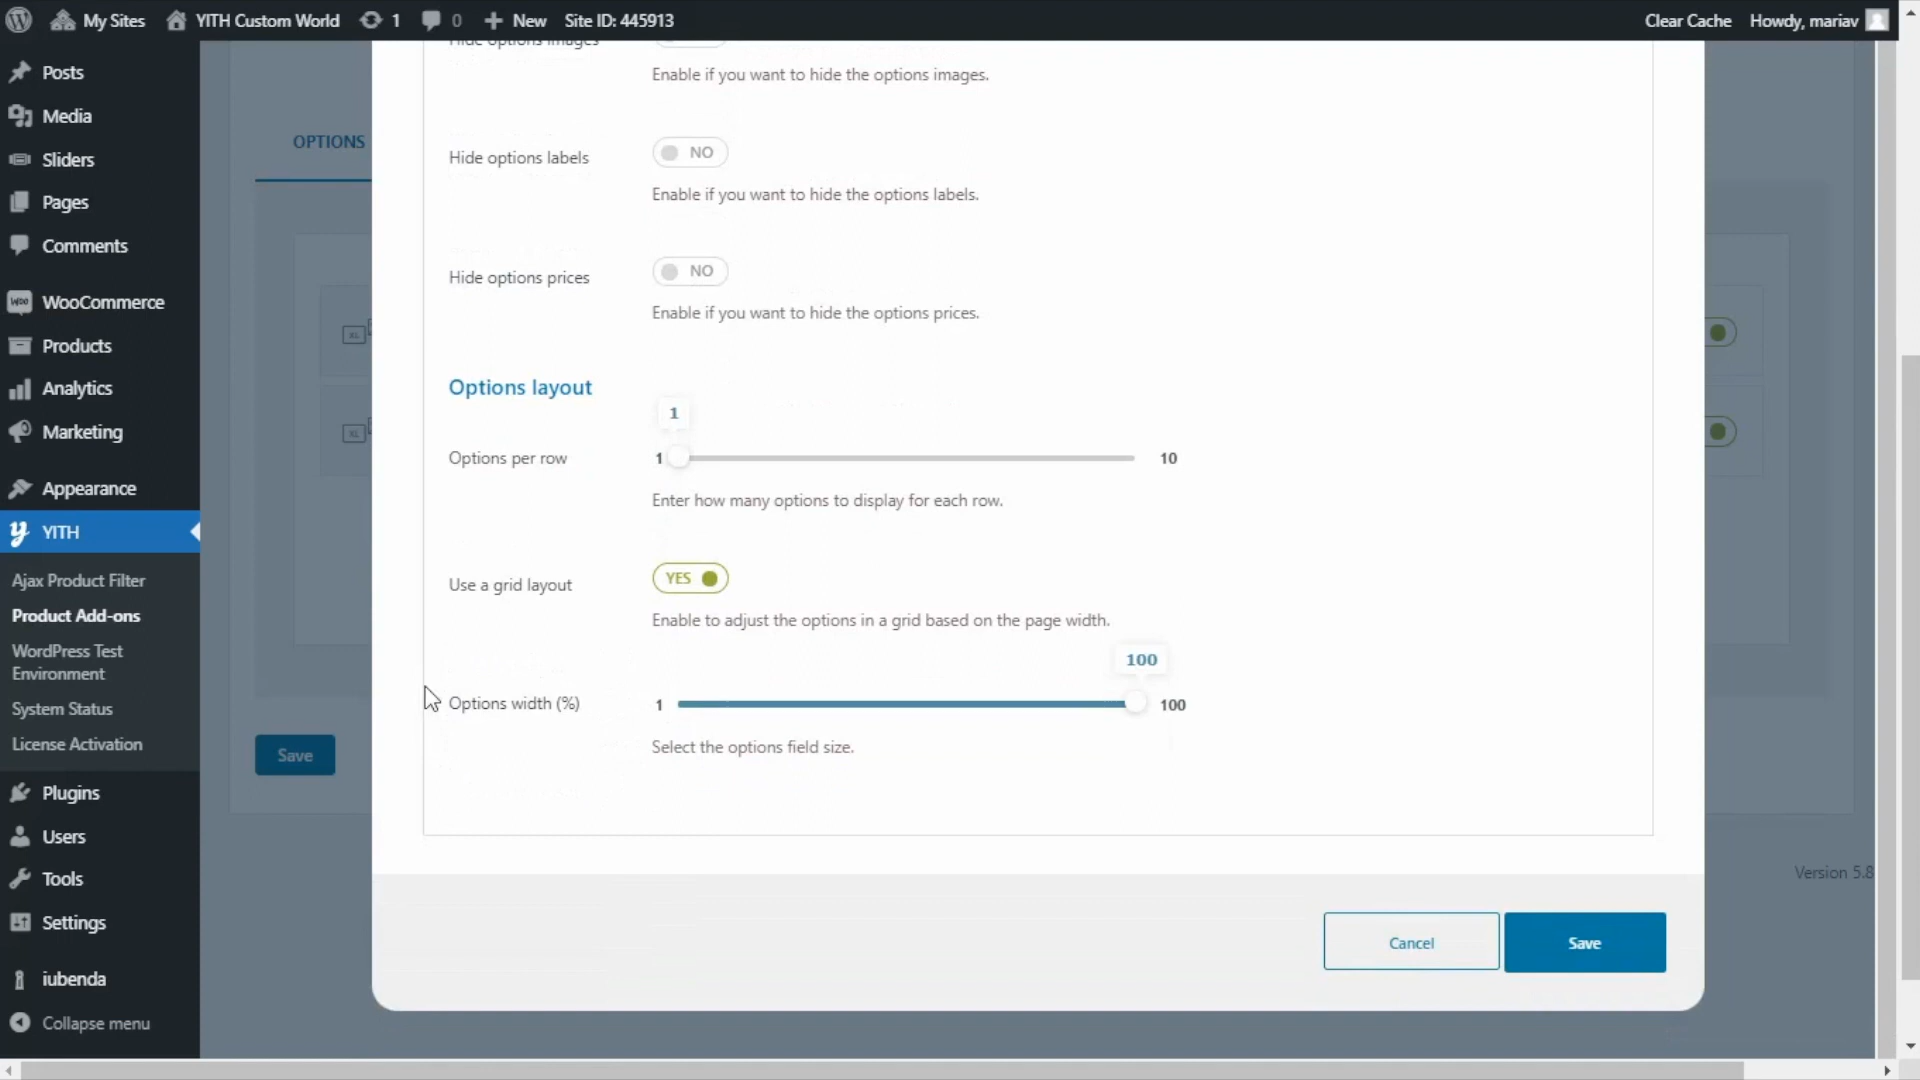 My Sites
YITH Custom World
1
0
New
Site ID: 445913
Clear Cache
Howdy, mariav
Posts
Media
Sliders
Pages
Comments
WooCommerce
Products
Analytics
Marketing
Appearance
YITH
Ajax Product Filter
Product Add-ons
WordPress Test
Environment
System Status
License Activation
Plugins
Users
Tools
Settings
iubenda
Collapse menu
OPTIONS
Save
Hide options images
Enable if you want to hide the options images.
Hide options labels
NO
Enable if you want to hide the options labels.
Hide options prices
NO
Enable if you want to hide the options prices.
Options layout
1
Options per row
1
10
Enter how many options to display for each row.
Use a grid layout
YES
Enable to adjust the options in a grid based on the page width.
100
Options width (%)
1
100
Select the options field size.
Cancel
Save
Version 5.8